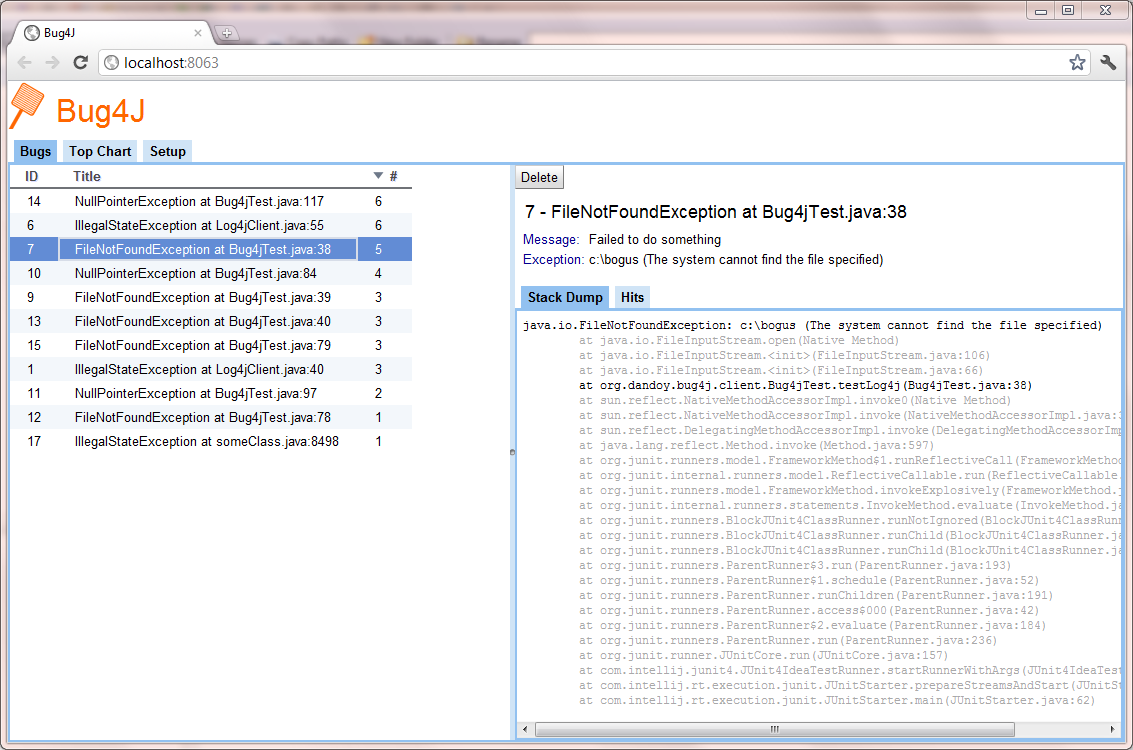 Bug4J
localhost:8063
Bug4J
Bugs Top Chart Setup
ID Title #
14 NullPointerException at Bug4jTest.java:117 6
6 IllegalStateException at Log4jClient.java:55 6
7 FileNotFoundException at Bug4jTest.java:38 5
10 NullPointerException at Bug4jTest.java:84 4
9 FileNotFoundException at Bug4jTest.java:39 3
13 FileNotFoundException at Bug4jTest.java:40 3
15 FileNotFoundException at Bug4jTest.java:79 3
1 IllegalStateException at Log4jClient.java:40 3
11 NullPointerException at Bug4jTest.java:97 2
12 FileNotFoundException at Bug4jTest.java:78 1
17 IllegalStateException at someClass.java:8498 1
Delete
7 - FileNotFoundException at Bug4jTest.java:38
Message: Failed to do something
Exception: c:\bogus (The system cannot find the file specified)
Stack Dump Hits
java.io.FileNotFoundException: c:\bogus (The system cannot find the file specified)
at java.io.FileInputStream.open(Native Method)
at java.io.FileInputStream.<init>(FileInputStream.java:106)
at java.io.FileInputStream.<init>(FileInputStream.java:66)
at org.dandoy.bug4j.client.Bug4jTest.testLog4j(Bug4jTest.java:38)
at sun.reflect.NativeMethodAccessorImpl.invoke0(Native Method)
at sun.reflect.NativeMethodAccessorImpl.invoke(NativeMethodAccessorImpl.java:3
at sun.reflect.DelegatingMethodAccessorImpl.invoke(DelegatingMethodAccessorImp
at java.lang.reflect.Method.invoke(Method.java:597)
at org.junit.runners.model.FrameworkMethod$1.runReflectiveCall(FrameworkMethod
at org.junit.internal.runners.model.ReflectiveCallable.run(ReflectiveCallable.
at org.junit.runners.model.FrameworkMethod.invokeExplosively(FrameworkMethod.j
at org.junit.internal.runners.statements.InvokeMethod.evaluate(InvokeMethod.ja
at org.junit.runners.BlockJUnit4ClassRunner.runNotIgnored(BlockJUnit4ClassRunn
at org.junit.runners.BlockJUnit4ClassRunner.runChild(BlockJUnit4ClassRunner.ja
at org.junit.runners.BlockJUnit4ClassRunner.runChild(BlockJUnit4ClassRunner.ja
at org.junit.runners.ParentRunner$3.run(ParentRunner.java:193)
at org.junit.runners.ParentRunner$1.schedule(ParentRunner.java:52)
at org.junit.runners.ParentRunner.runChildren(ParentRunner.java:191)
at org.junit.runners.ParentRunner.access$000(ParentRunner.java:42)
at org.junit.runners.ParentRunner$2.evaluate(ParentRunner.java:184)
at org.junit.runners.ParentRunner.run(ParentRunner.java:236)
at org.junit.runner.JUnitCore.run(JUnitCore.java:157)
at com.intellij.junit4.JUnit4IdeaTestRunner.startRunnerWithArgs(JUnit4IdeaTest
at com.intellij.rt.execution.junit.JUnitStarter.prepareStreamsAndStart(JUnitSt
at com.intellij.rt.execution.junit.JUnitStarter.main(JUnitStarter.java:62)